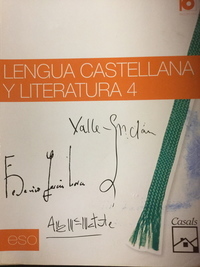 LENGUA CASTELLANA
Y LITERATURA 4
Valle-Inclán
Federico García Lorca
Casals
eso